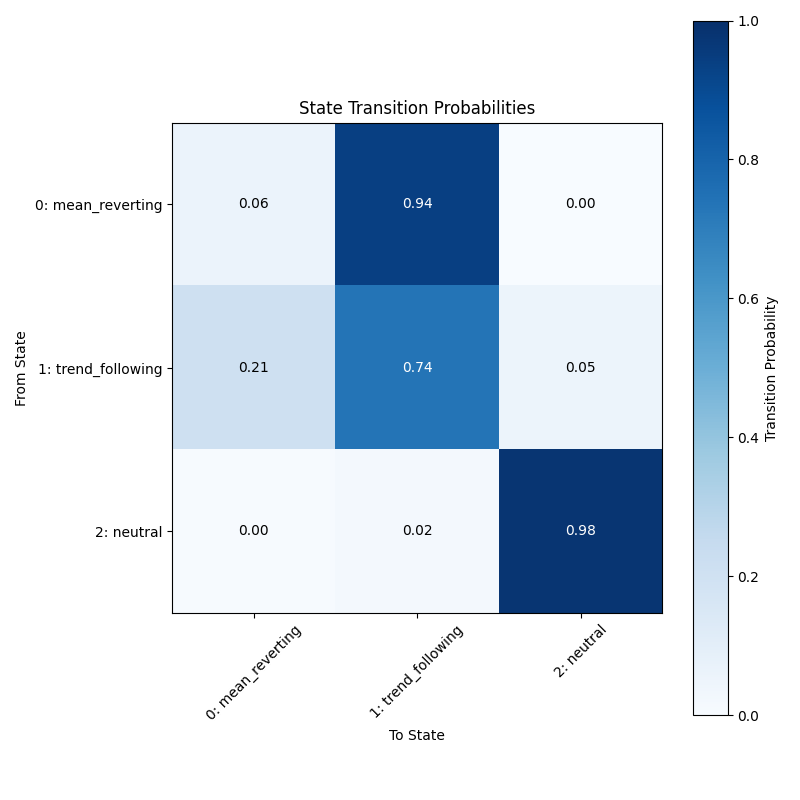 State Transition Probabilities
From State
0: mean_reverting
0.06
0.94
0.00
1: trend_following
0.21
0.74
0.05
2: neutral
0.00
0.02
0.98
0: mean_reverting
1: trend_following
2: neutral
To State
1.0
0.8
0.6
0.4
0.2
0.0
Transition Probability